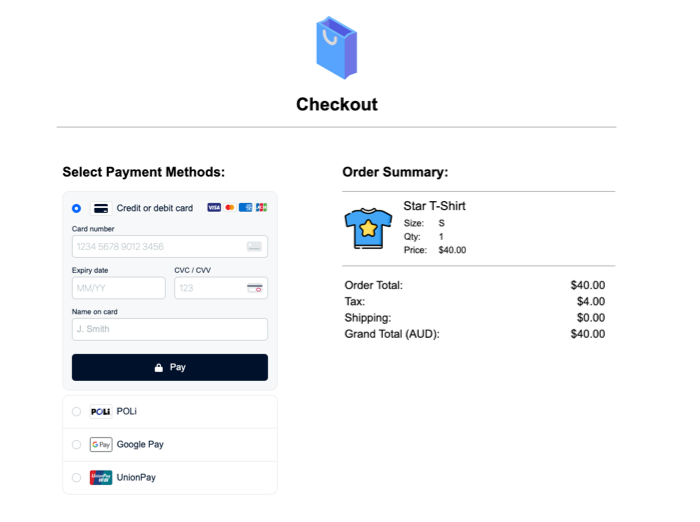 Checkout
Select Payment Methods:
Credit or debit card VISA
Card number
1234 5678 9012 3456
Expiry date CVC / CVV
MM/YY 123
Name on card
J. Smith
Pay
POLi POLi
G Pay Google Pay
UnionPay UnionPay
Order Summary:
Star T-Shirt
Size: S
Qty: 1
Price: $40.00
Order Total: $40.00
Tax: $4.00
Shipping: $0.00
Grand Total (AUD): $40.00